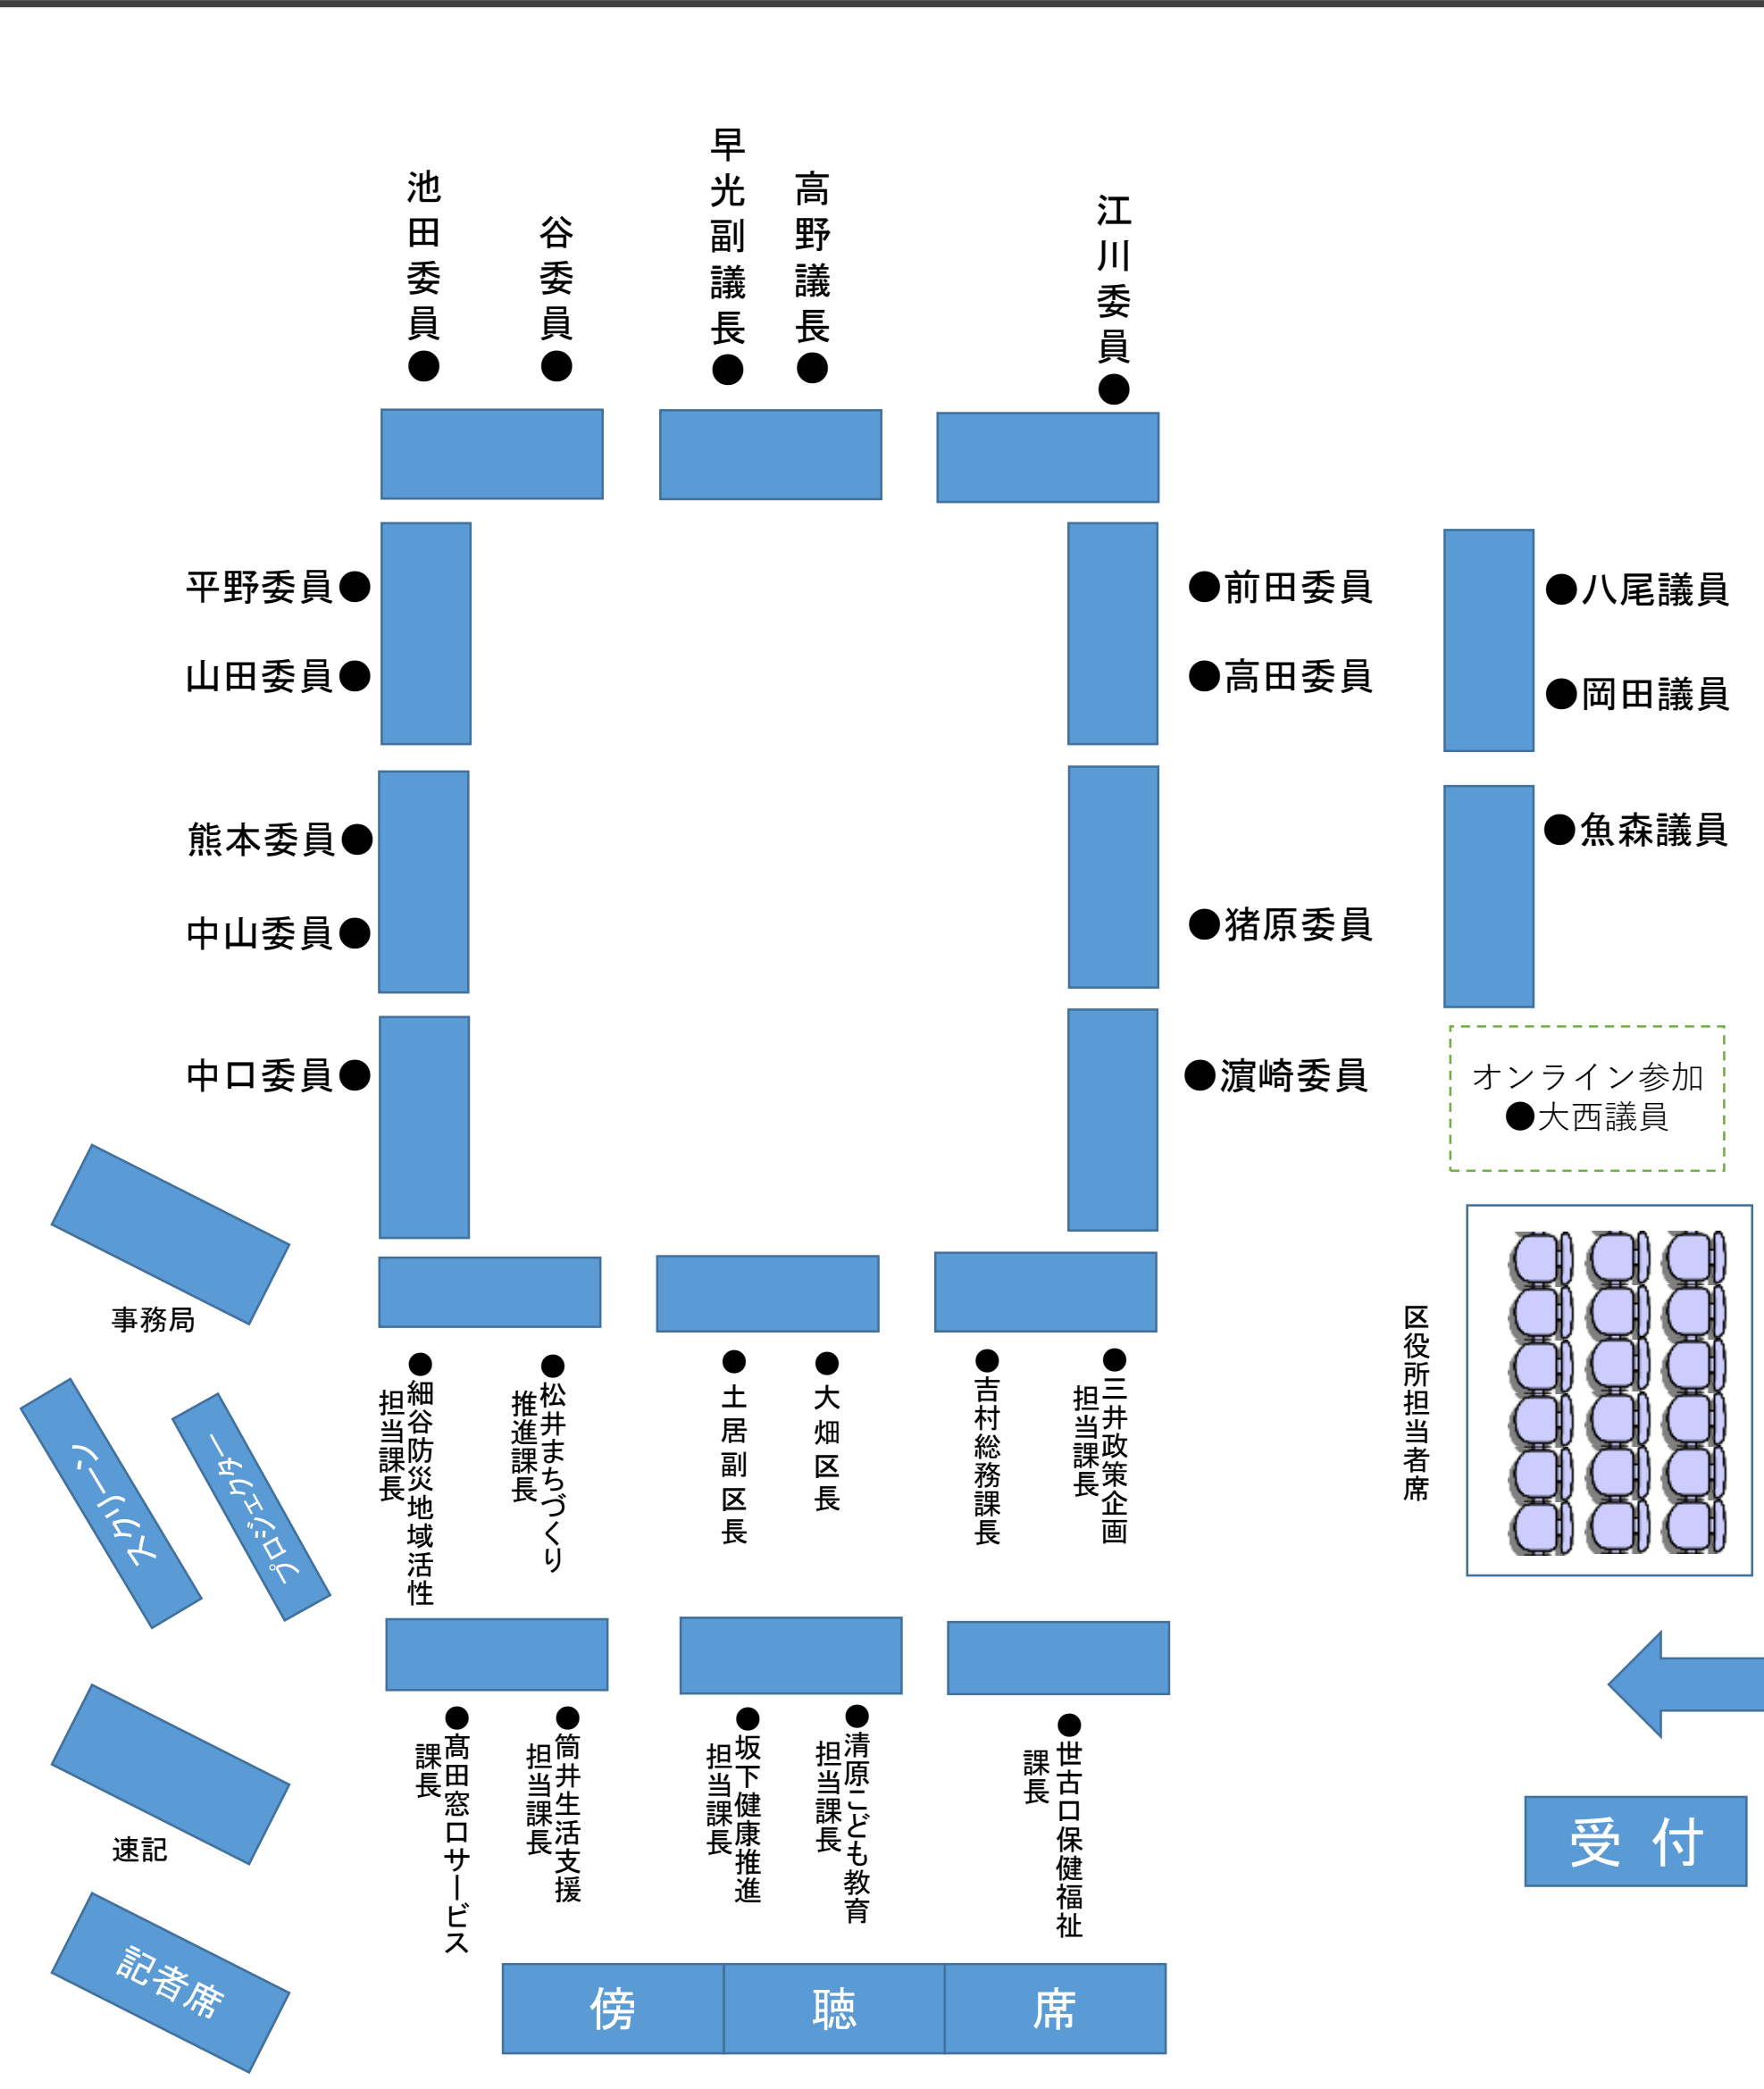 池田委員●
谷委員●
早光副議長●
高野議長●
江川委員●
平野委員●
山田委員●
熊本委員●
中山委員●
中口委員●
●前田委員
●高田委員
●猪原委員
●濵崎委員
●八尾議員
●岡田議員
●魚森議員
オンライン参加
●大西議員
区役所担当者席
事務局
スクリーン
プロジェクター
速記
記者席
●細谷防災地域活性
担当課長
●松井まちづくり
推進課長
●土居副区長
●大畑区長
●吉村総務課長
●三井政策企画
担当課長
●髙田窓口サービス
課長
●筒井生活支援
担当課長
●坂下健康推進
担当課長
●清原こども教育
担当課長
●世古口保健福祉
課長
受付
傍聴席